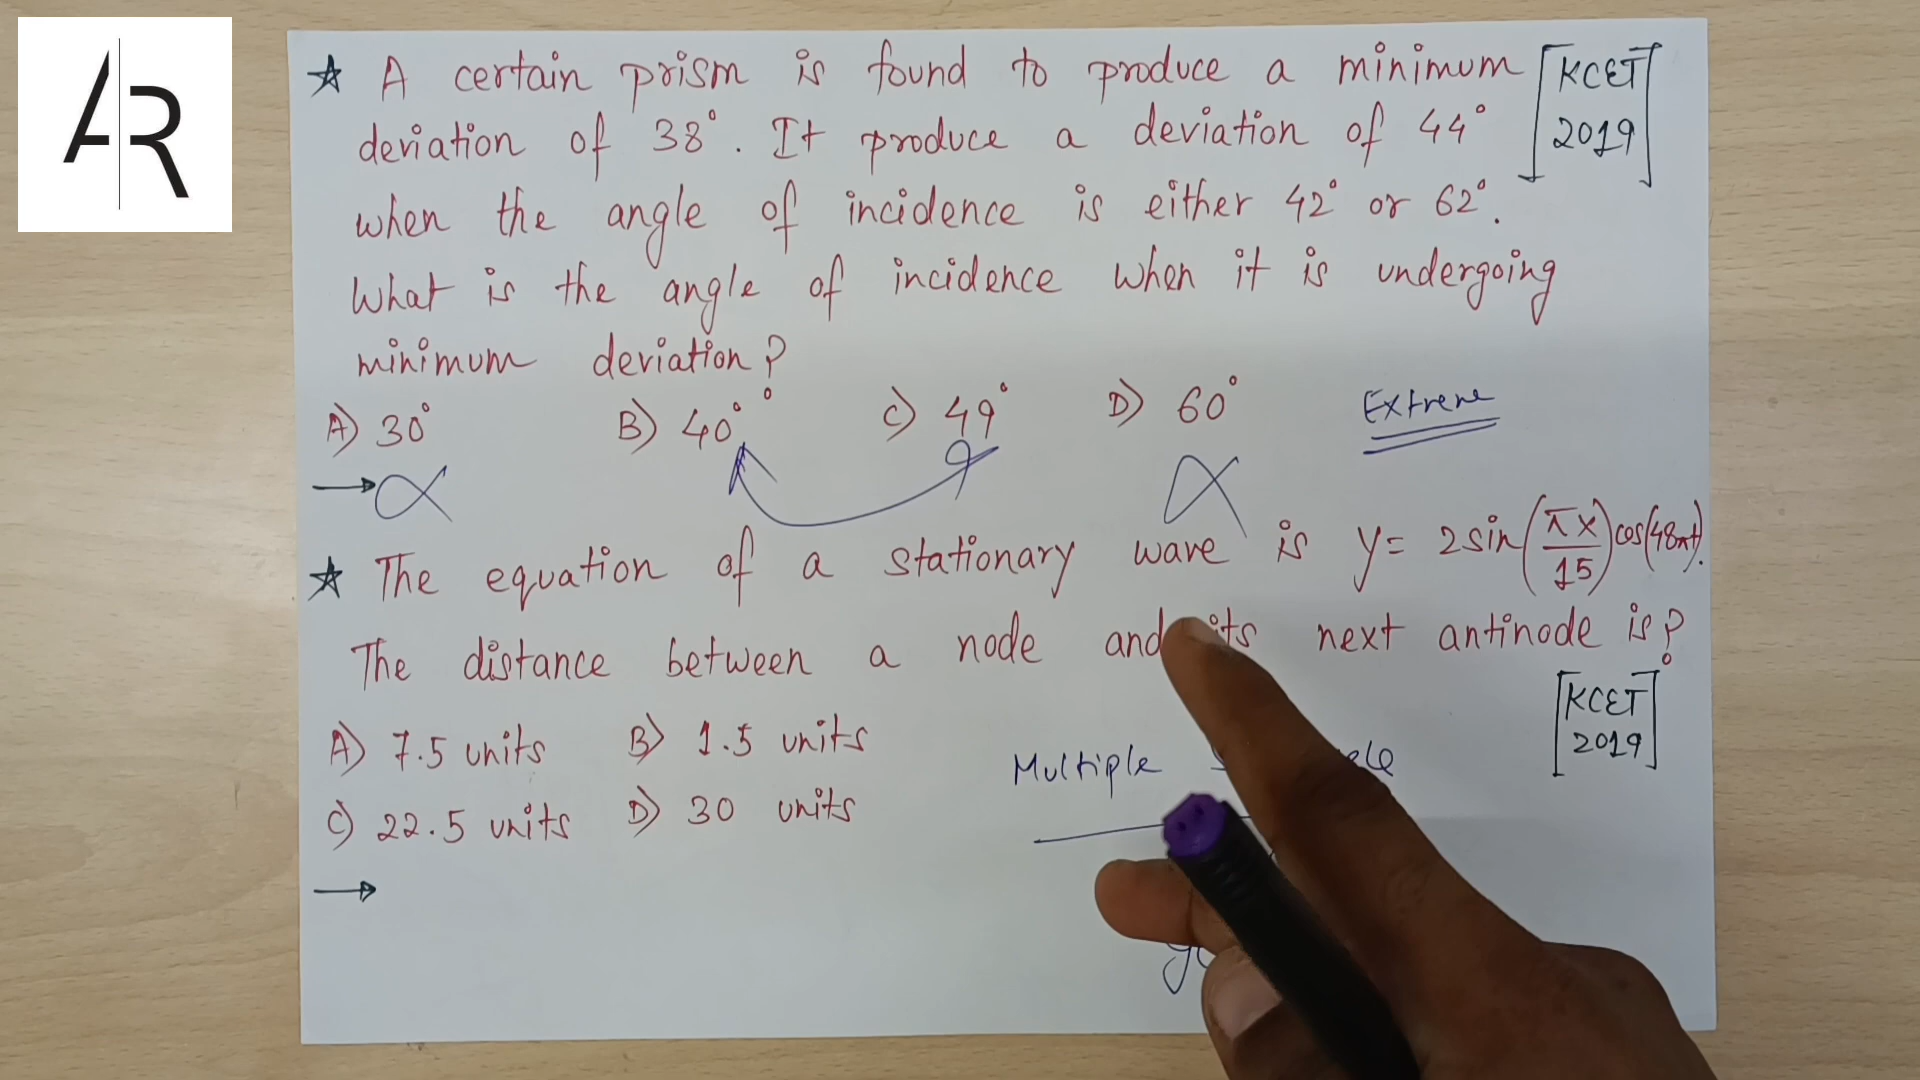 AR
☆ A certain prism is found to produce a minimum [KCET
deviation of 38°. It produce a deviation of 44° 2019]
when the angle of incidence is either 42° or 62°.
What is the angle of incidence when it is undergoing
minimum deviation?
A) 30° B) 40° C) 49° D) 60° Extreme
→
☆ The equation of a stationary wave is y = 2sin(πx/15)cos(48πt).
The distance between a node and its next antinode is?
[KCET
2019]
A) 7.5 units B) 1.5 units
Multiple
C) 22.5 units D) 30 units
→